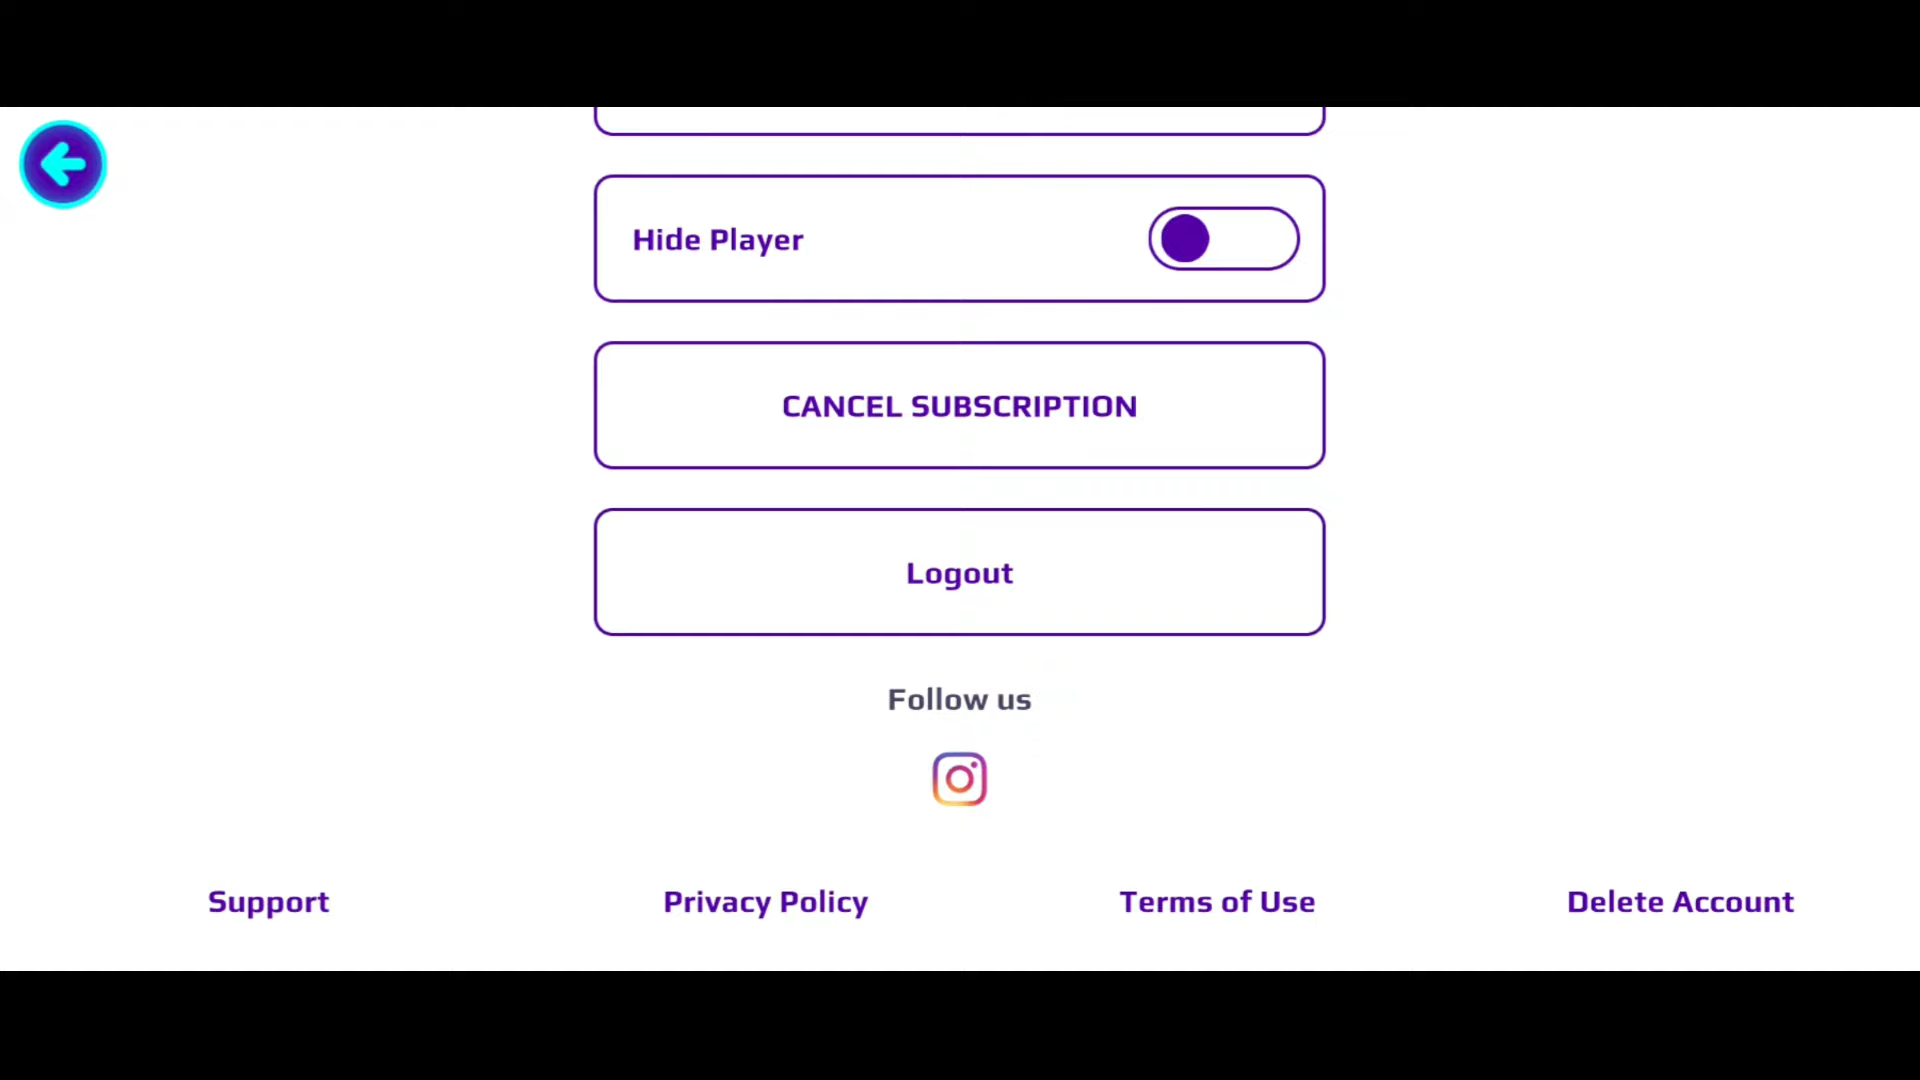 Hide Player
CANCEL SUBSCRIPTION
Logout
Follow us
Support
Privacy Policy
Terms of Use
Delete Account